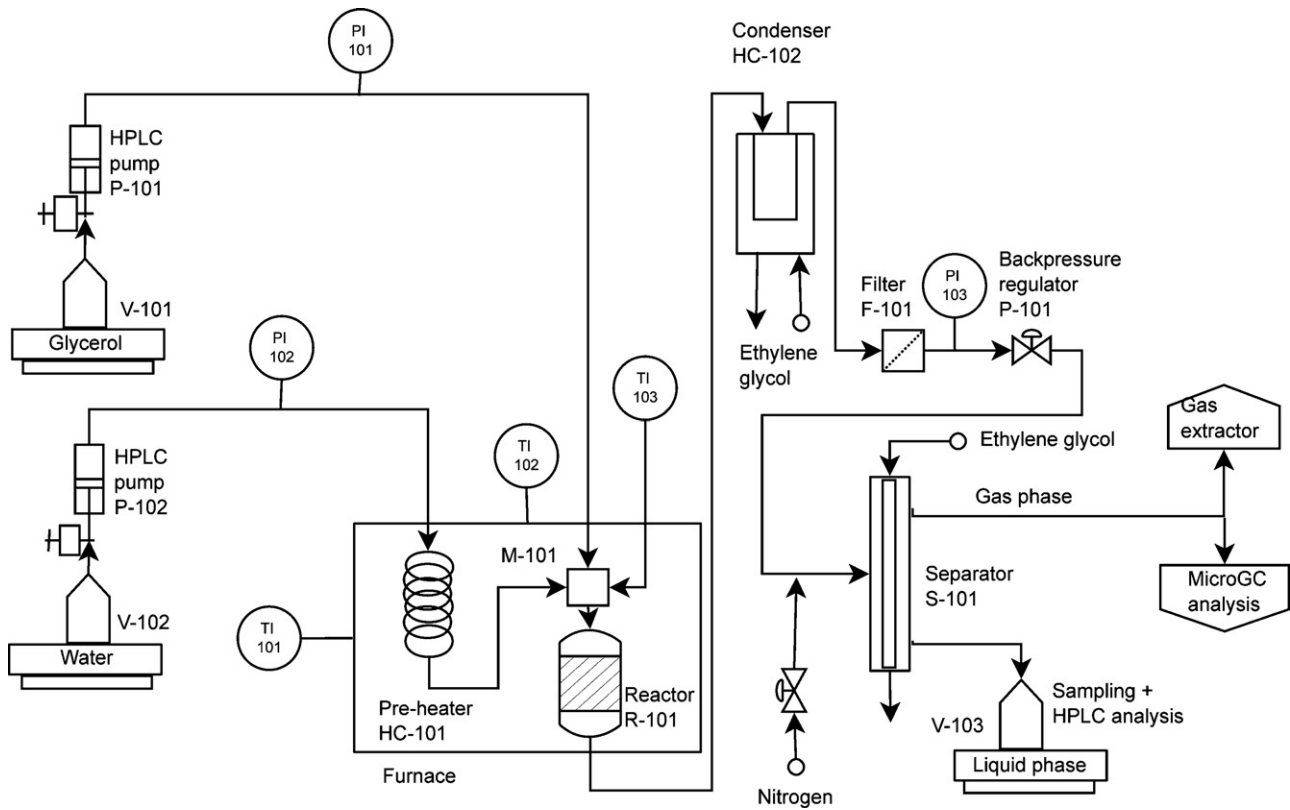 PI
101
HPLC
pump
P-101
V-101
Glycerol
PI
102
HPLC
pump
P-102
V-102
Water
TI
101
TI
102
TI
103
M-101
Pre-heater
HC-101
Reactor
R-101
Furnace
Condenser
HC-102
Ethylene
glycol
Filter
F-101
PI
103
Backpressure
regulator
P-101
Ethylene glycol
Gas phase
Gas
extractor
MicroGC
analysis
Separator
S-101
Nitrogen
V-103
Sampling +
HPLC analysis
Liquid phase